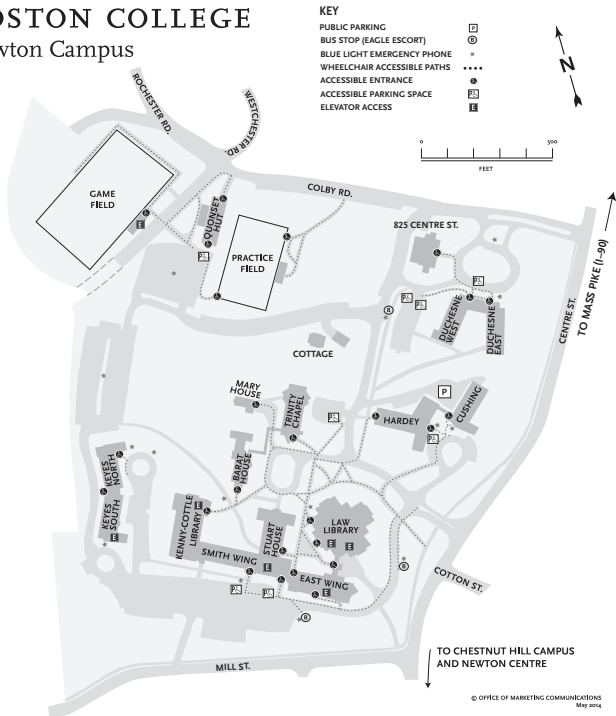 OSTON COLLEGE
wton Campus
KEY
PUBLIC PARKING P
BUS STOP (EAGLE ESCORT) B
BLUE LIGHT EMERGENCY PHONE
WHEELCHAIR ACCESSIBLE PATHS
ACCESSIBLE ENTRANCE
ACCESSIBLE PARKING SPACE P
ELEVATOR ACCESS E
N
0 500
FEET
ROCHESTER RD.
WESTCHESTER RD.
COLBY RD.
GAME
FIELD
E
QUONSET
HUT
P
PRACTICE
FIELD
825 CENTRE ST.
P
P
P
B
DUCHESNE
WEST
DUCHESNE
EAST
CENTRE ST.
TO MASS PIKE (I–90)
COTTAGE
MARY
HOUSE
TRINITY
CHAPEL
P
HARDEY
P
CUSHING
P
BARAT
HOUSE
KEYES
NORTH
KEYES
SOUTH
E
KENNY-COTTLE
LIBRARY
E
STUART
HOUSE
LAW
LIBRARY
E
E
SMITH WING
E
EAST WING
E
P
P
B
B
COTTON ST.
MILL ST.
TO CHESTNUT HILL CAMPUS
AND NEWTON CENTRE
© OFFICE OF MARKETING COMMUNICATIONS
May 2014